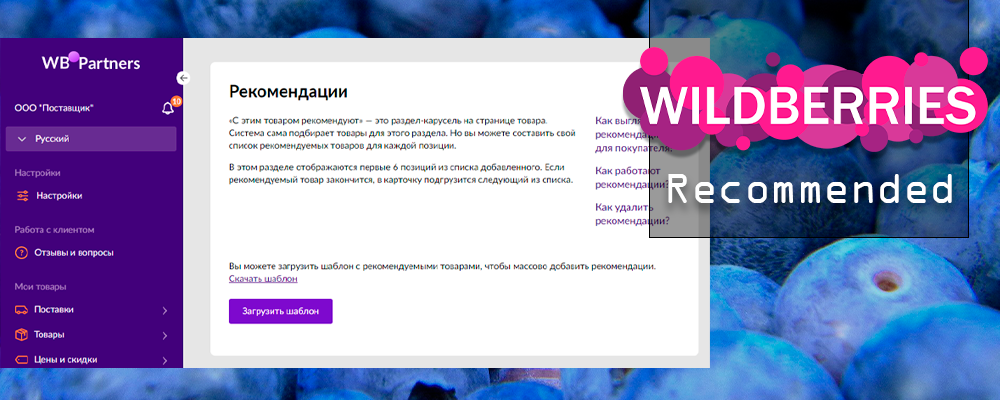 WB Partners
ООО "Поставщик"
10
Русский
Настройки
Настройки
Работа с клиентом
Отзывы и вопросы
Мои товары
Поставки
Товары
Цены и скидки
Рекомендации
«С этим товаром рекомендуют» — это раздел-карусель на странице товара.
Система сама подбирает товары для этого раздела. Но вы можете составить свой
список рекомендуемых товаров для каждой позиции.
В этом разделе отображаются первые 6 позиций из списка добавленного. Если
рекомендуемый товар закончится, в карточку подгрузится следующий из списка.
Как выгля
рекомендац
для покупателя
Как работают
рекомендации?
Как удалить
рекомендации?
Вы можете загрузить шаблон с рекомендуемыми товарами, чтобы массово добавить рекомендации.
Скачать шаблон
Загрузить шаблон
WILDBERRIES
Recommended